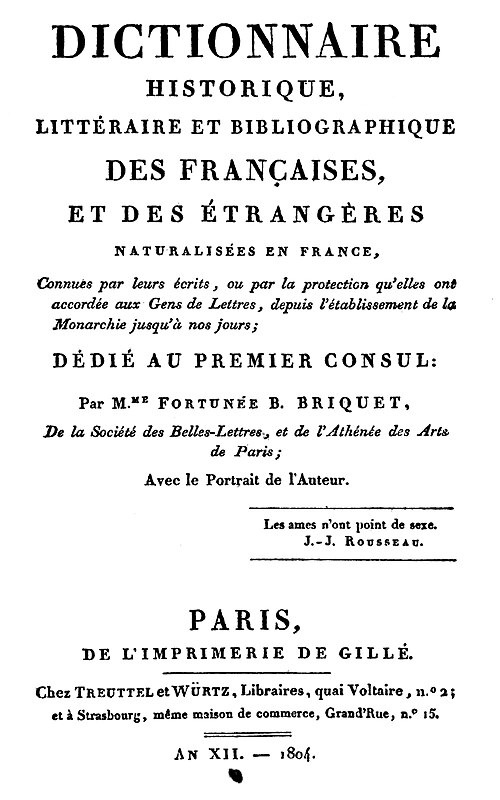 DICTIONNAIRE
HISTORIQUE,
LITTÉRAIRE ET BIBLIOGRAPHIQUE
DES FRANÇAISES,
ET DES ÉTRANGÈRES
NATURALISÉES EN FRANCE,
Connues par leurs écrits, ou par la protection qu'elles ont
accordée aux Gens de Lettres, depuis l'établissement de la
Monarchie jusqu'à nos jours;
DÉDIÉ AU PREMIER CONSUL:
Par M.ME FORTUNÉE B. BRIQUET,
De la Société des Belles-Lettres, et de l'Athénée des Arts
de Paris;
Avec le Portrait de l'Auteur.
Les ames n'ont point de sexe.
J.-J. ROUSSEAU.
PARIS,
DE L'IMPRIMERIE DE GILLÉ.
Chez TREUTTEL et WÜRTZ, Libraires, quai Voltaire, n.º 2;
et à Strasbourg, même maison de commerce, Grand'Rue, n.º 15.
AN XII. — 1804.